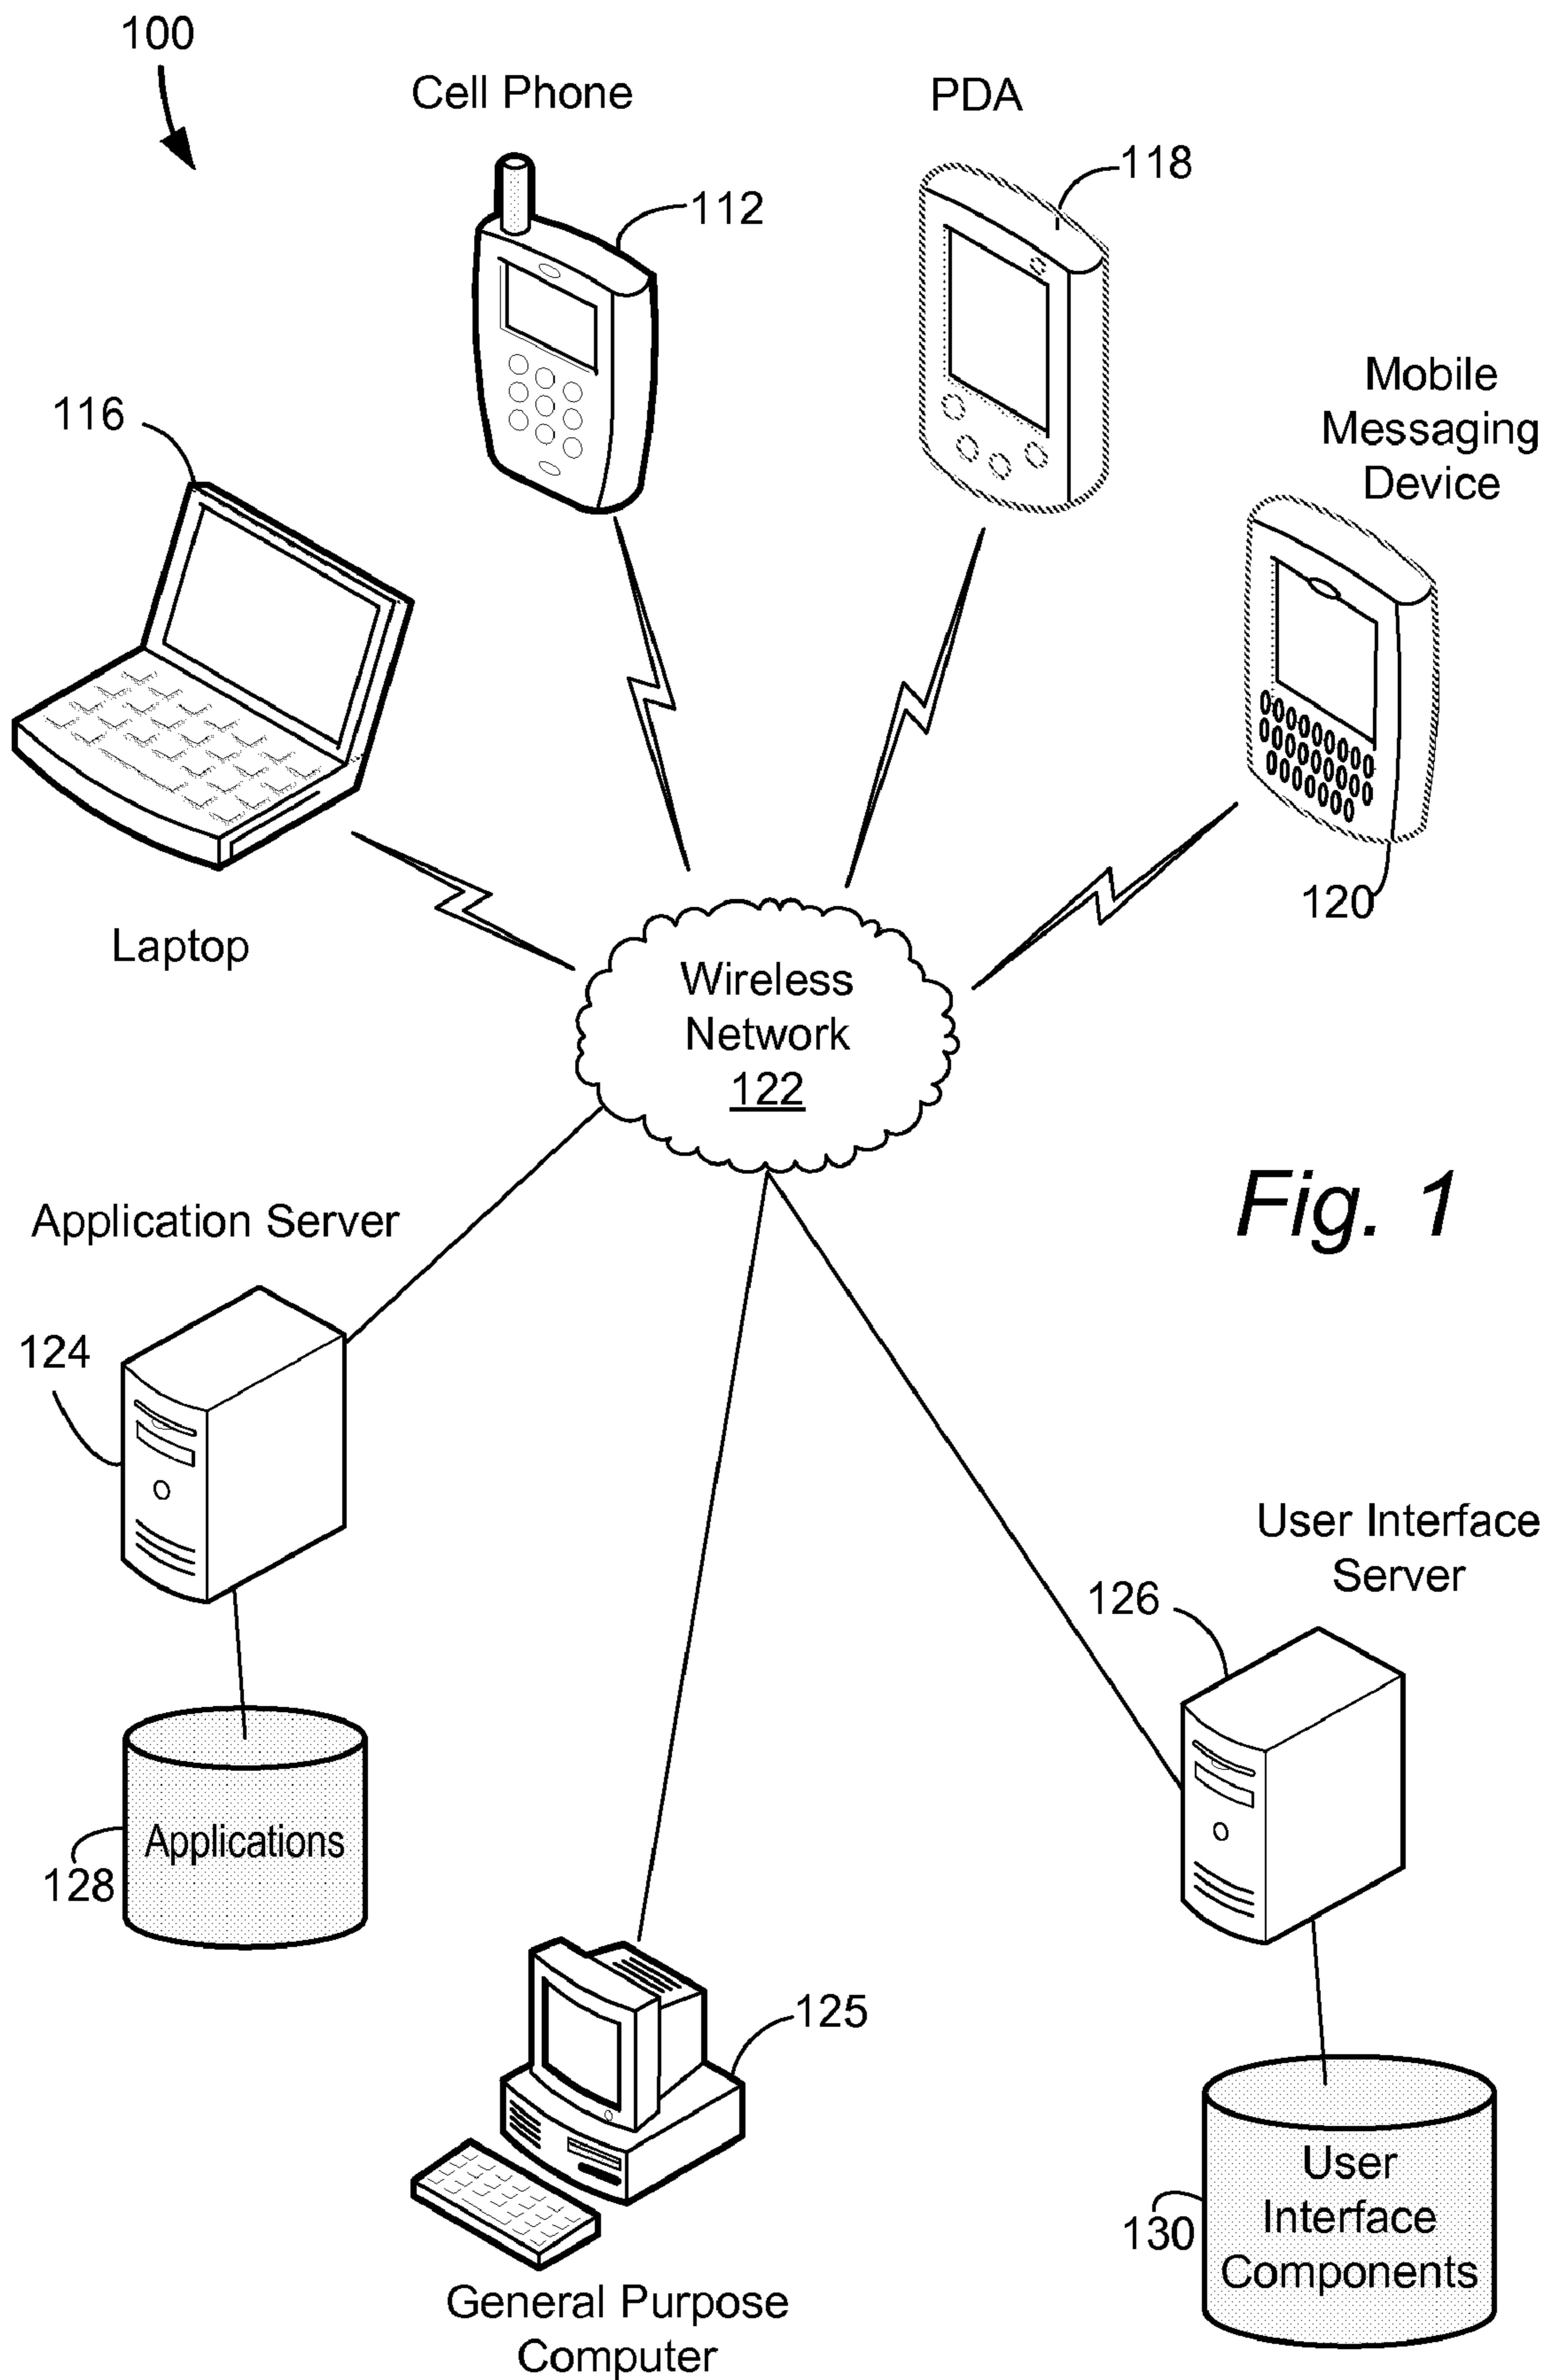 100
Cell Phone
PDA
118
112
Mobile
Messaging
Device
116
120
Laptop
Wireless
Network
122
Fig. 1
Application Server
124
User Interface
Server
126
Applications
128
125
User
Interface
Components
130
General Purpose
Computer